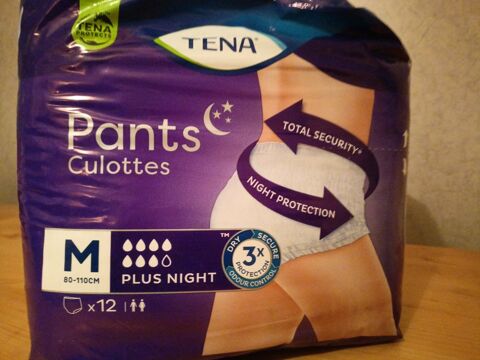 TENA
PROTECTS
TENA
Pants
Culottes
TOTAL SECURITY*
NIGHT PROTECTION
M
80-110CM
PLUS NIGHT
™
DRY SECURE
3x
PROTECTION
ODOUR CONTROL
x12